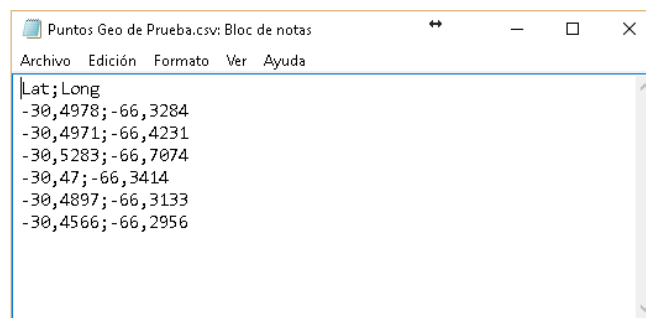 Puntos Geo de Prueba.csv: Bloc de notas
Archivo Edición Formato Ver Ayuda
Lat;Long
-30,4978;-66,3284
-30,4971;-66,4231
-30,5283;-66,7074
-30,47;-66,3414
-30,4897;-66,3133
-30,4566;-66,2956